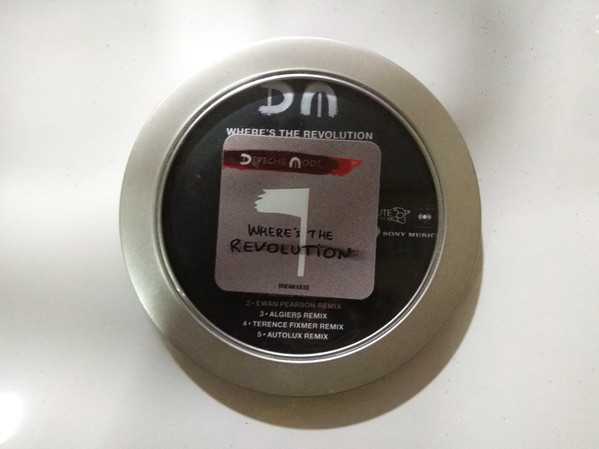 DM
WHERE'S THE REVOLUTION
DEPECHE MODE
WHERE'S THE
REVOLUTION
[REMIXES]
UTE
SONY MUSIC
2 • EWAN PEARSON REMIX
3 • ALGIERS REMIX
4 • TERENCE FIXMER REMIX
5 • AUTOLUX REMIX